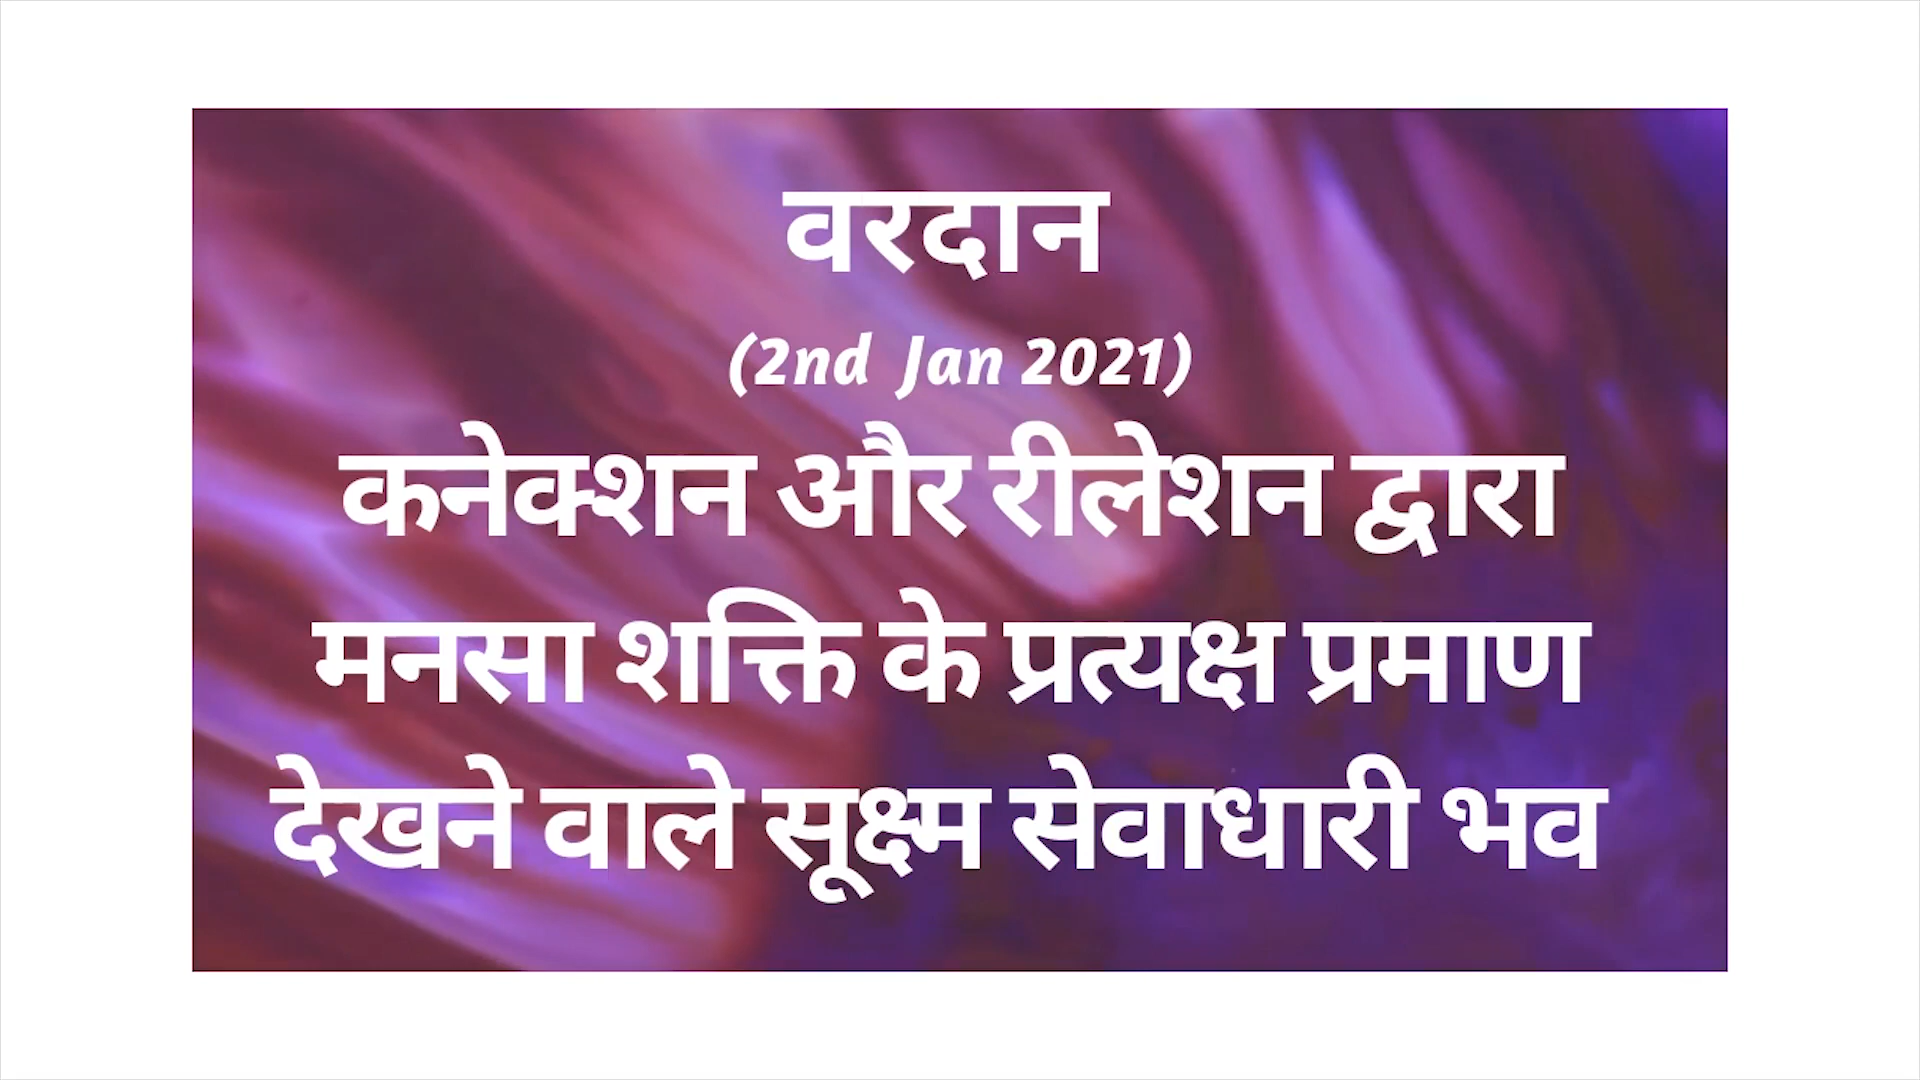 वरदान
(2nd Jan 2021)
कनेक्शन और रीलेशन द्वारा
मनसा शक्ति के प्रत्यक्ष प्रमाण
देखने वाले सूक्ष्म सेवाधारी भव